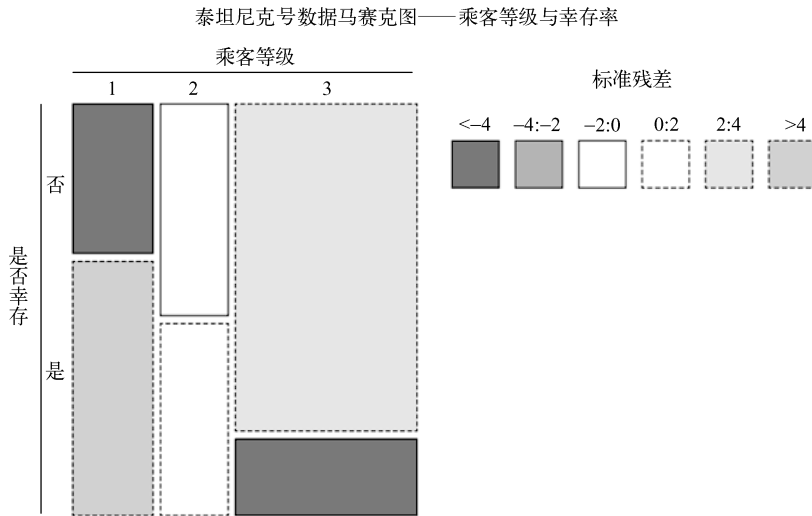 泰坦尼克号数据马赛克图——乘客等级与幸存率
乘客等级
1 2 3
标准残差
<–4 –4:–2 –2:0 0:2 2:4 >4
否
是否幸存
是